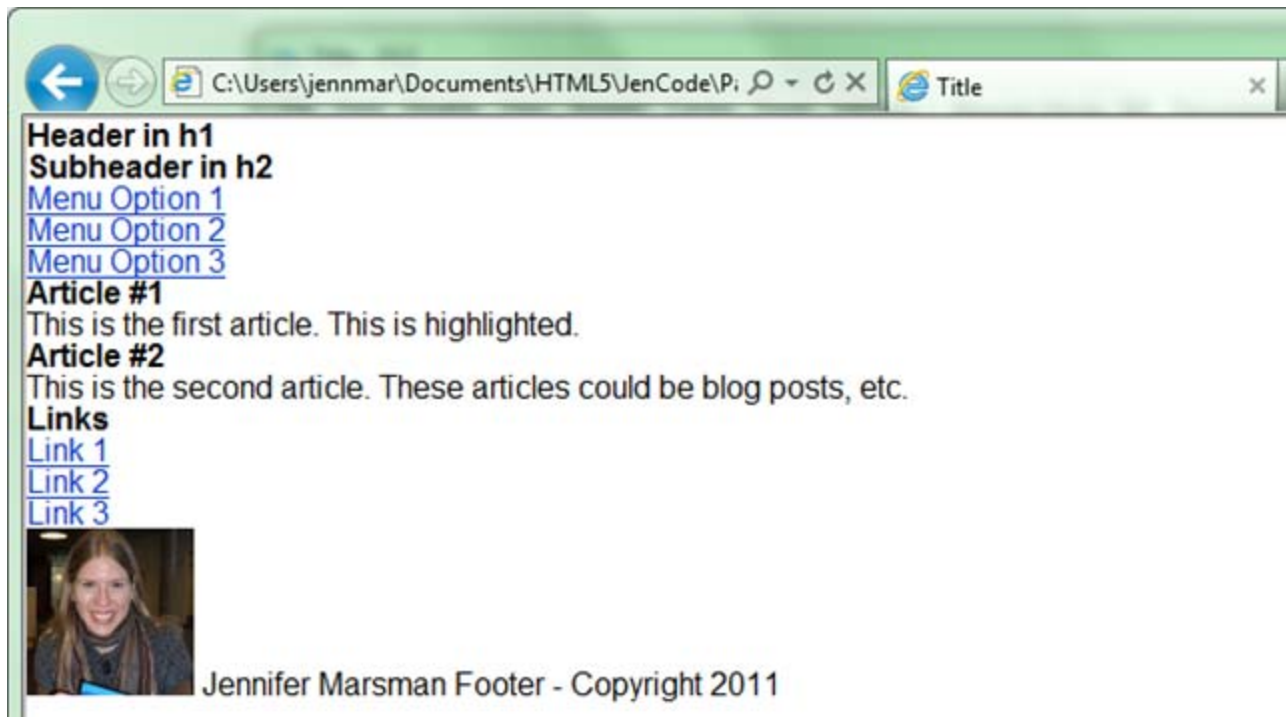 C:\Users\jennmar\Documents\HTML5\JenCode\P
Title
Header in h1
Subheader in h2
Menu Option 1
Menu Option 2
Menu Option 3
Article #1
This is the first article. This is highlighted.
Article #2
This is the second article. These articles could be blog posts, etc.
Links
Link 1
Link 2
Link 3
Jennifer Marsman Footer - Copyright 2011